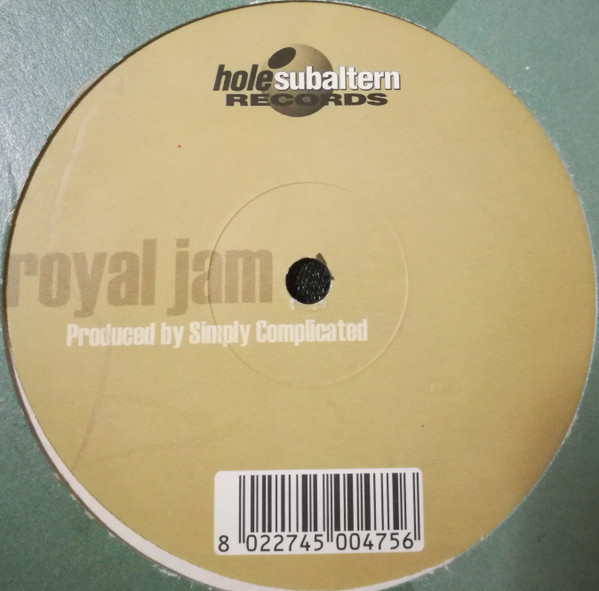 hole subaltern
RECORDS
royal jam
Produced by Simply Complicated
8 022745 004756